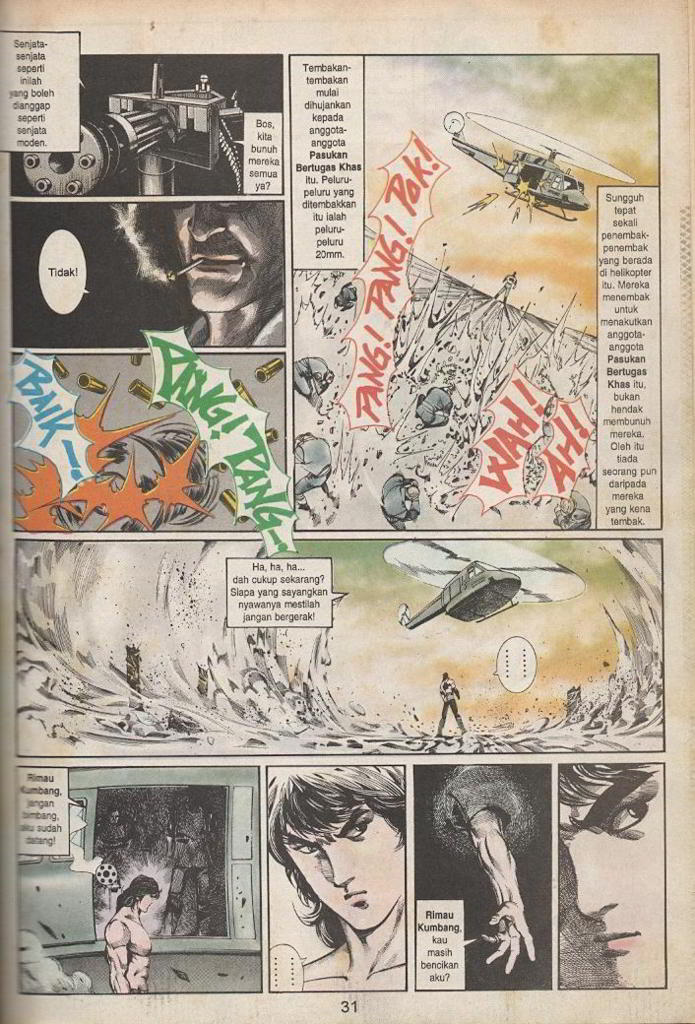 Senjata-
senjata
seperti
inilah
yang boleh
dianggap
seperti
senjata
moden.
Bos,
kita
bunuh
mereka
semua
ya?
Tidak!
BAIK!
PANG! PANG!
Tembakan-
tembakan
mulai
dihujankan
kepada
anggota-
anggota
Pasukan
Bertugas Khas
itu. Peluru-
peluru yang
ditembakkan
itu ialah
peluru-
peluru
20mm.
PANG! PANG! PANG! POK!
WAH!
AH!
Sungguh
tepat
sekali
penembak-
penembak
yang berada
di helikopter
itu. Mereka
menembak
untuk
menakutkan
anggota-
anggota
Pasukan
Bertugas
Khas itu,
bukan
hendak
membunuh
mereka.
Oleh itu
tiada
seorang pun
daripada
mereka
yang kena
tembak.
Ha, ha, ha...
dah cukup sekarang?
Siapa yang sayangkan
nyawanya mestilah
jangan bergerak!
Rimau
Kumbang,
jangan
bimbang,
aku sudah
datang!
Rimau
Kumbang,
kau
masih
bencikan
aku?
31